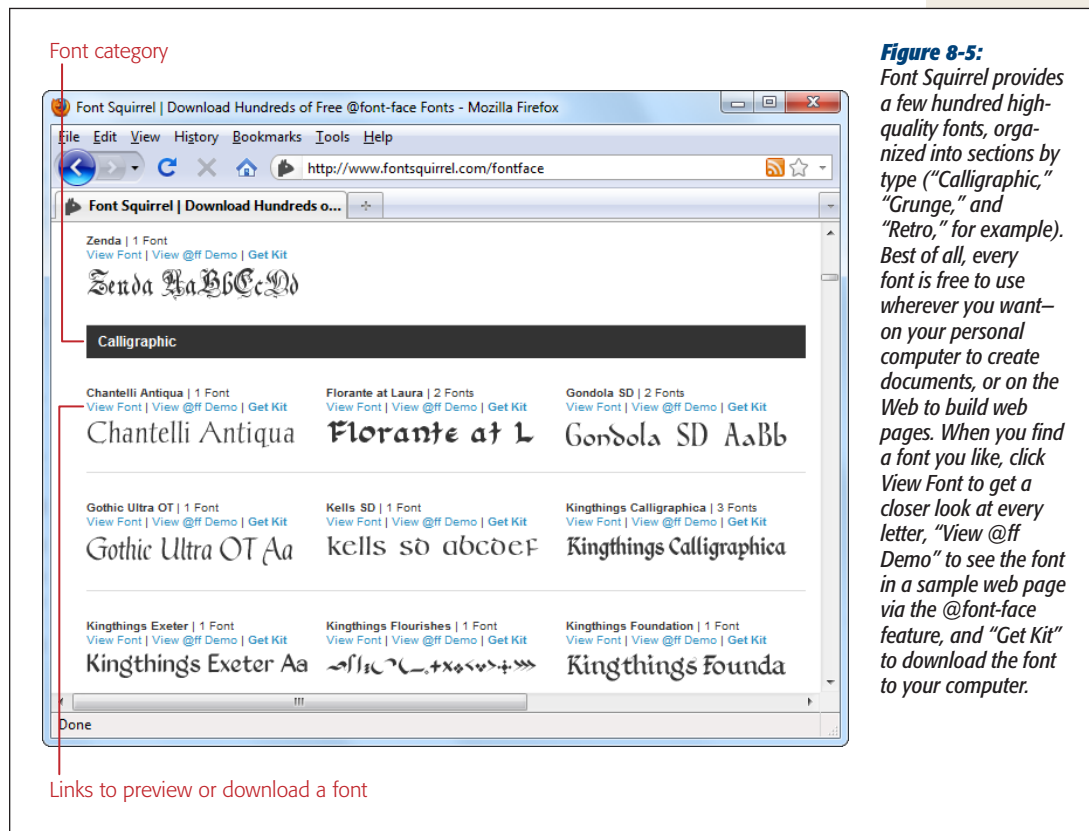 Font category
Font Squirrel | Download Hundreds of Free @font-face Fonts - Mozilla Firefox
File Edit View History Bookmarks Tools Help
http://www.fontsquirrel.com/fontface
Font Squirrel | Download Hundreds o...
Zenda | 1 Font
View Font | View @ff Demo | Get Kit
Zenda AaBbCcDd
Calligraphic
Chantelli Antiqua | 1 Font
View Font | View @ff Demo | Get Kit
Chantelli Antiqua
Florante at Laura | 2 Fonts
View Font | View @ff Demo | Get Kit
Florante at L
Gondola SD | 2 Fonts
View Font | View @ff Demo | Get Kit
Gondola SD AaBb
Gothic Ultra OT | 1 Font
View Font | View @ff Demo | Get Kit
Gothic Ultra OT Aa
Kells SD | 1 Font
View Font | View @ff Demo | Get Kit
kells sd abcdef
Kingthings Calligraphica | 3 Fonts
View Font | View @ff Demo | Get Kit
Kingthings Calligraphica
Kingthings Exeter | 1 Font
View Font | View @ff Demo | Get Kit
Kingthings Exeter Aa
Kingthings Flourishes | 1 Font
View Font | View @ff Demo | Get Kit
Kingthings Foundation | 1 Font
View Font | View @ff Demo | Get Kit
Kingthings Founda
Done
Links to preview or download a font
Figure 8-5:
Font Squirrel provides
a few hundred high-
quality fonts, orga-
nized into sections by
type (“Calligraphic,”
“Grunge,” and
“Retro,” for example).
Best of all, every
font is free to use
wherever you want—
on your personal
computer to create
documents, or on the
Web to build web
pages. When you find
a font you like, click
View Font to get a
closer look at every
letter, “View @ff
Demo” to see the font
in a sample web page
via the @font-face
feature, and “Get Kit”
to download the font
to your computer.